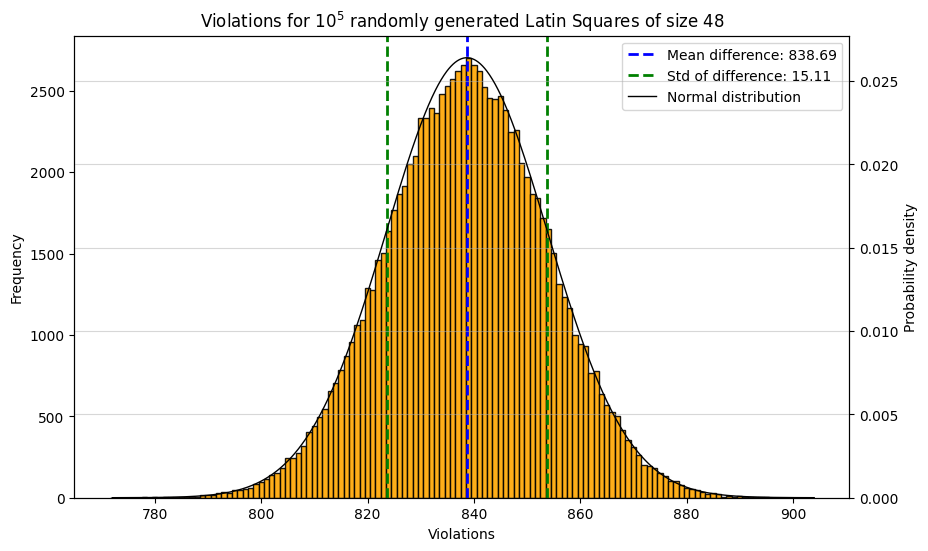 Violations for 10⁵ randomly generated Latin Squares of size 48
Mean difference: 838.69
Std of difference: 15.11
Normal distribution
Frequency
2500
2000
1500
1000
500
0
Probability density
0.025
0.020
0.015
0.010
0.005
0.000
780 800 820 840 860 880 900
Violations